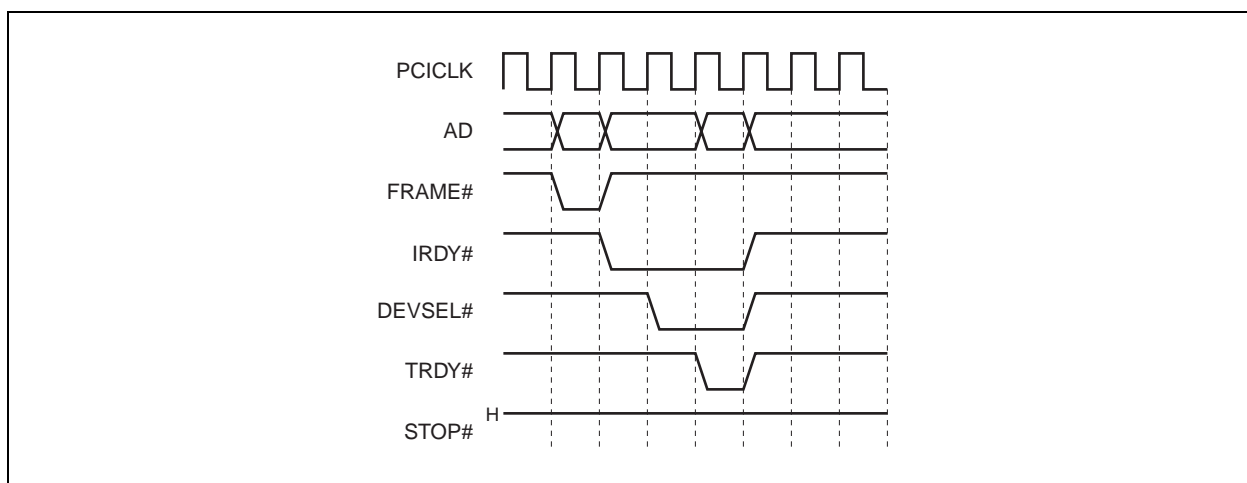 PCICLK
AD
FRAME#
IRDY#
DEVSEL#
TRDY#
H
STOP#